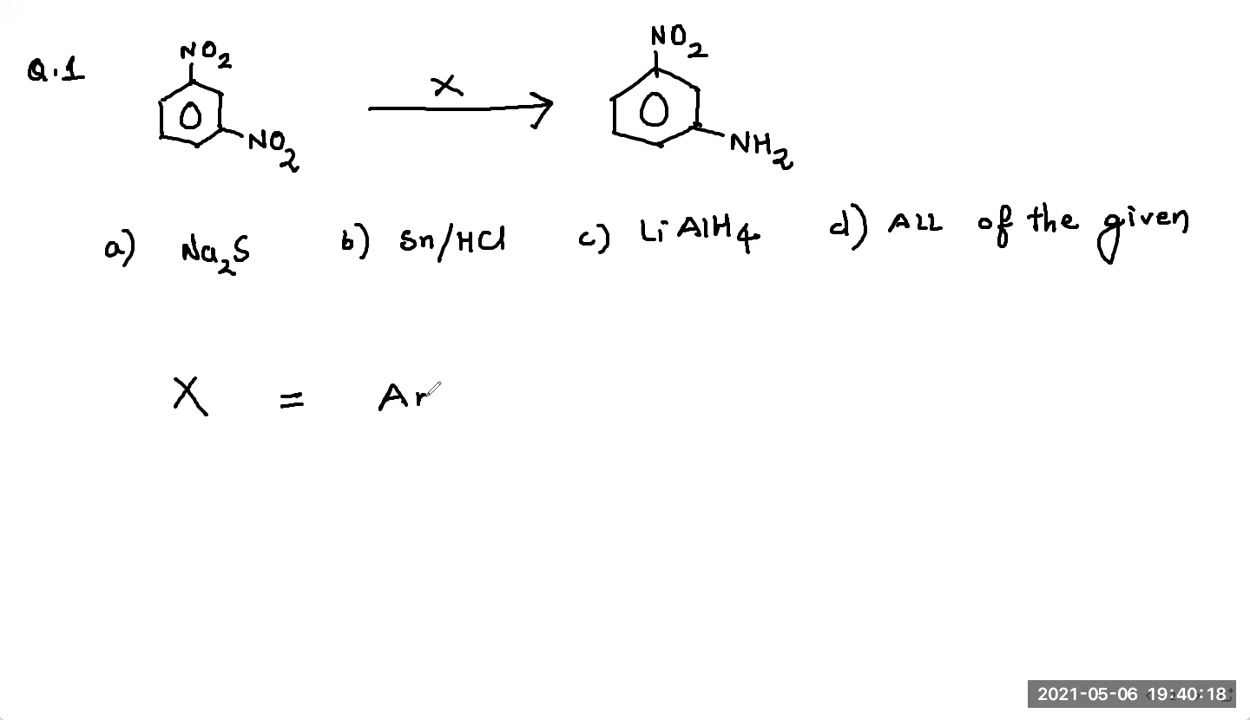 Q.1
NO2 NO2 X NO2 NH2
a) Na2S b) Sn/HCl c) LiAlH4 d) ALL of the given
X = Ar
2021-05-06 19:40:18